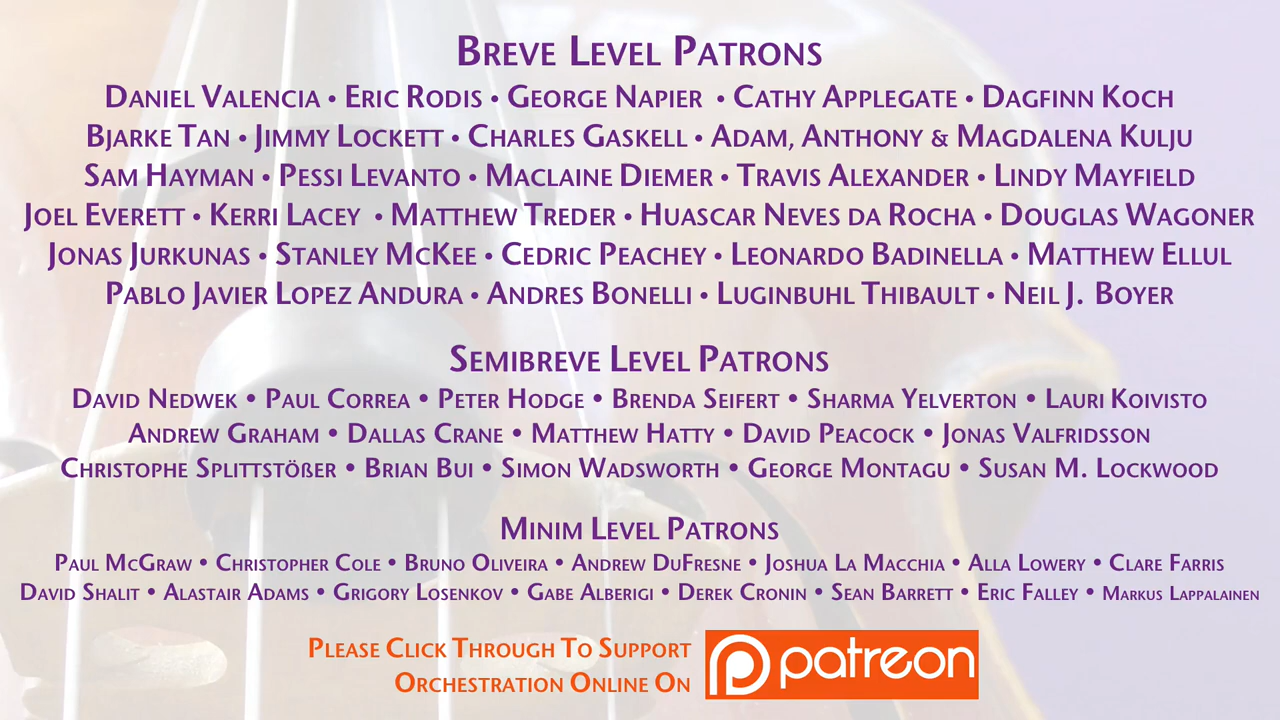 Breve Level Patrons
Daniel Valencia • Eric Rodis • George Napier • Cathy Applegate • Dagfinn Koch
Bjarke Tan • Jimmy Lockett • Charles Gaskell • Adam, Anthony & Magdalena Kulju
Sam Hayman • Pessi Levanto • Maclaine Diemer • Travis Alexander • Lindy Mayfield
Joel Everett • Kerri Lacey • Matthew Treder • Huascar Neves da Rocha • Douglas Wagoner
Jonas Jurkunas • Stanley McKee • Cedric Peachey • Leonardo Badinella • Matthew Ellul
Pablo Javier Lopez Andura • Andres Bonelli • Luginbuhl Thibault • Neil J. Boyer
Semibreve Level Patrons
David Nedwek • Paul Correa • Peter Hodge • Brenda Seifert • Sharma Yelverton • Lauri Koivisto
Andrew Graham • Dallas Crane • Matthew Hatty • David Peacock • Jonas Valfridsson
Christophe Splittstößer • Brian Bui • Simon Wadsworth • George Montagu • Susan M. Lockwood
Minim Level Patrons
Paul McGraw • Christopher Cole • Bruno Oliveira • Andrew DuFresne • Joshua La Macchia • Alla Lowery • Clare Farris
David Shalit • Alastair Adams • Grigory Losenkov • Gabe Alberigi • Derek Cronin • Sean Barrett • Eric Falley • Markus Lappalainen
Please Click Through To Support
Orchestration Online On
patreon